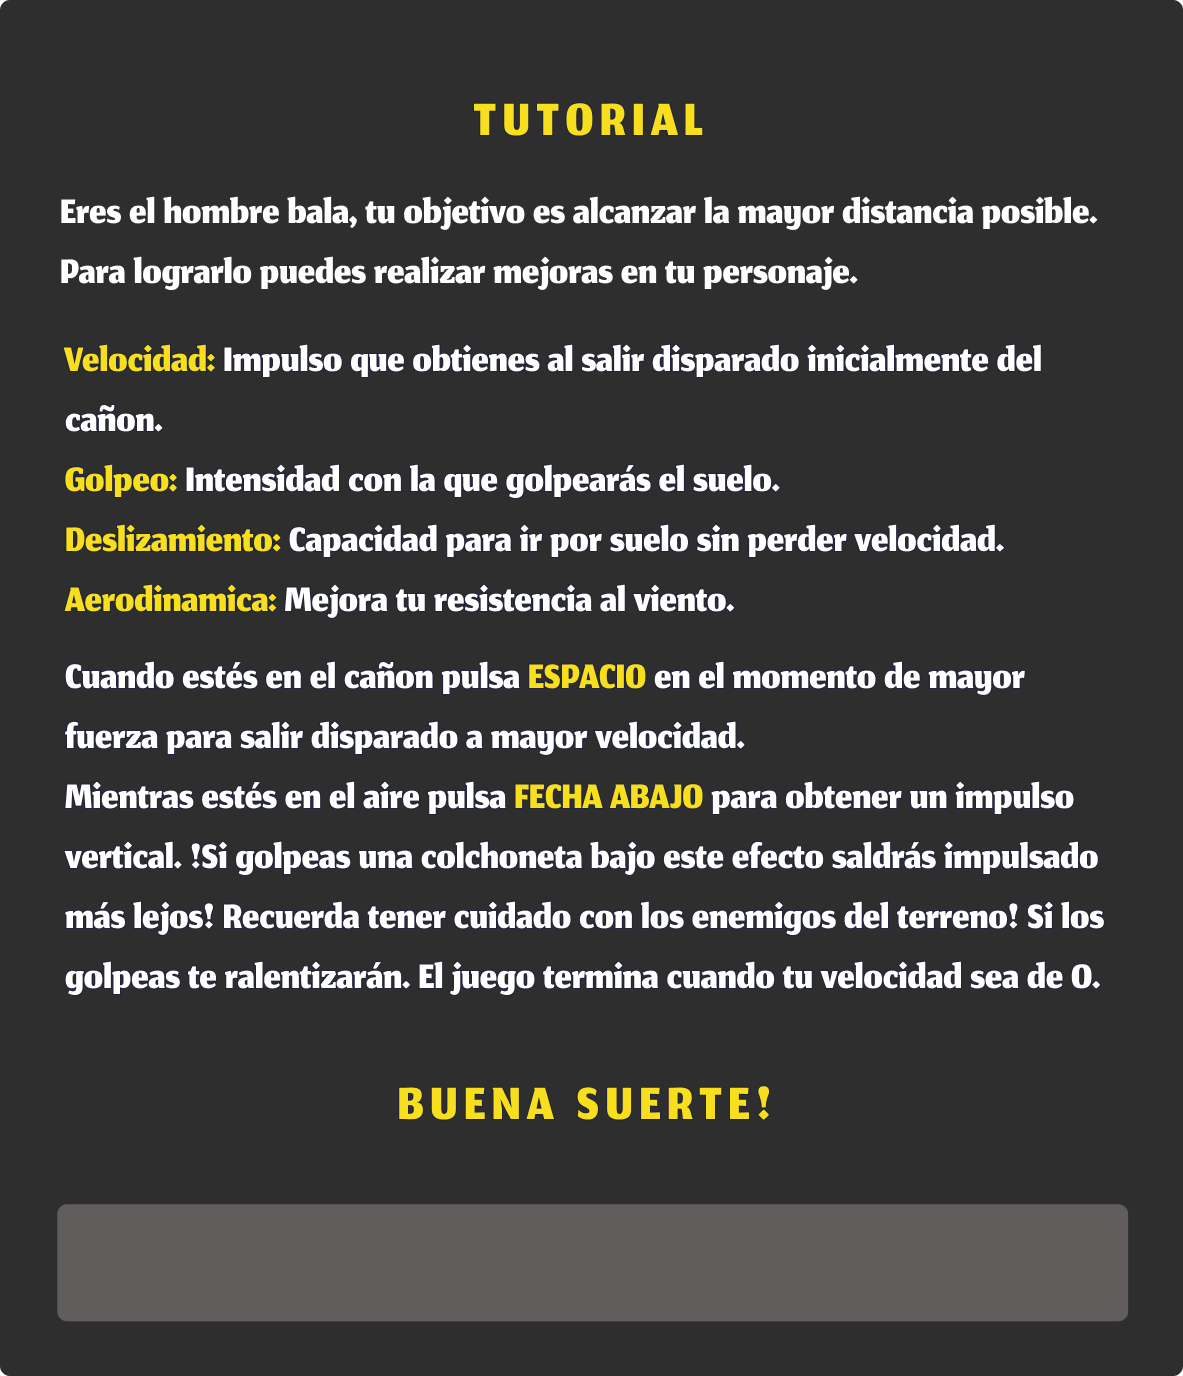 TUTORIAL
Eres el hombre bala, tu objetivo es alcanzar la mayor distancia posible.
Para lograrlo puedes realizar mejoras en tu personaje.
Velocidad: Impulso que obtienes al salir disparado inicialmente del
cañon.
Golpeo: Intensidad con la que golpearás el suelo.
Deslizamiento: Capacidad para ir por suelo sin perder velocidad.
Aerodinamica: Mejora tu resistencia al viento.
Cuando estés en el cañon pulsa ESPACIO en el momento de mayor
fuerza para salir disparado a mayor velocidad.
Mientras estés en el aire pulsa FECHA ABAJO para obtener un impulso
vertical. !Si golpeas una colchoneta bajo este efecto saldrás impulsado
más lejos! Recuerda tener cuidado con los enemigos del terreno! Si los
golpeas te ralentizarán. El juego termina cuando tu velocidad sea de 0.
BUENA SUERTE!